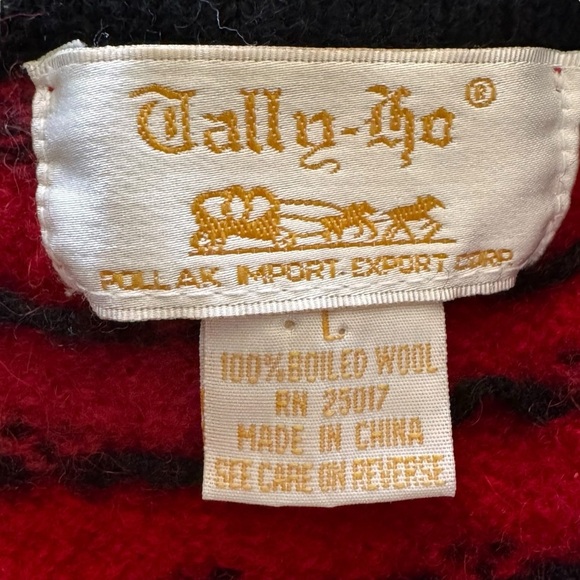 Tally-Ho®
POLLAK IMPORT-EXPORT CORP.
L
100% BOILED WOOL
RN 25017
MADE IN CHINA
SEE CARE ON REVERSE